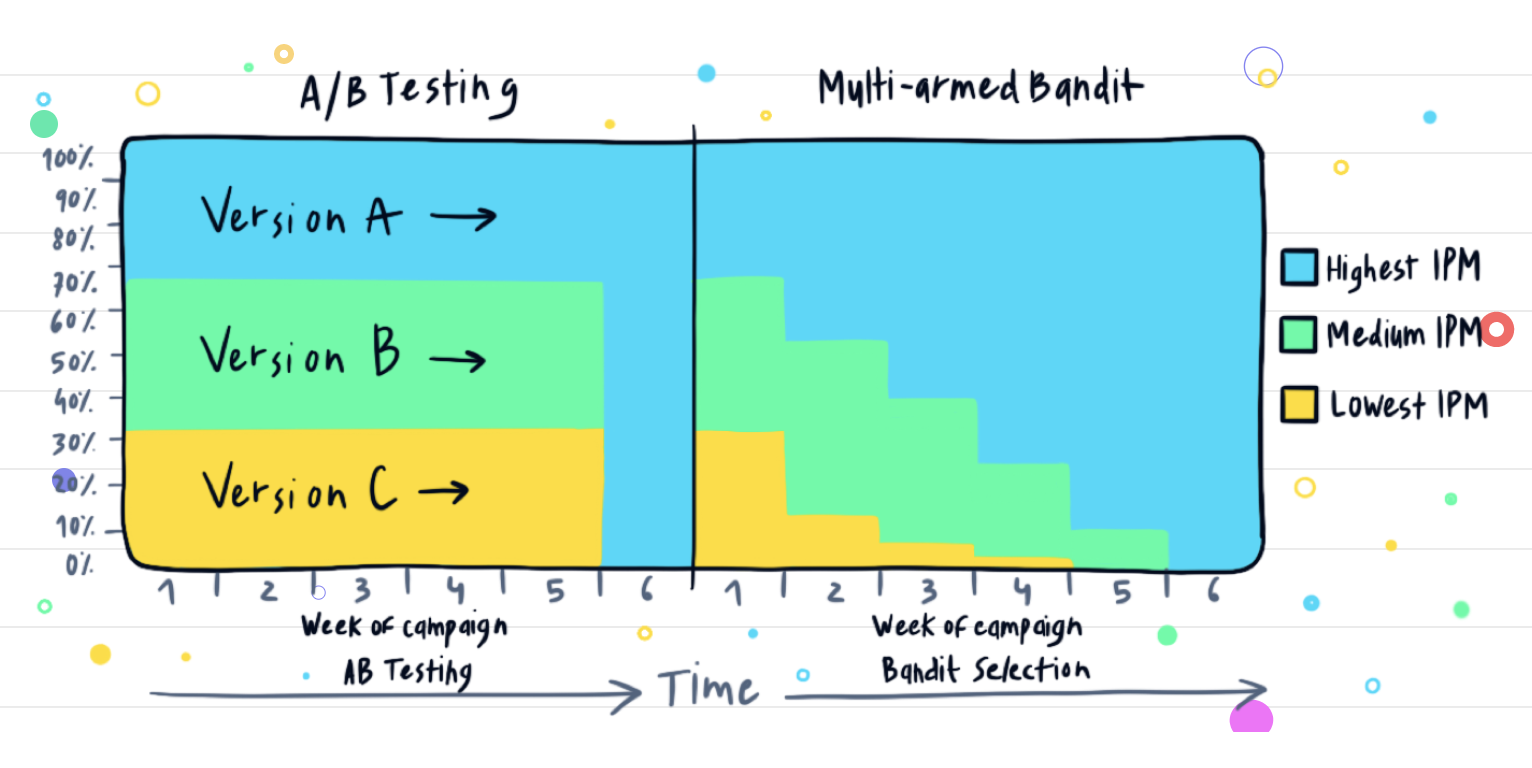 A/B Testing
Multi-armed Bandit
100%
90%
80%
70%
60%
50%
40%
30%
20%
10%
0%
Version A →
Version B →
Version C →
Highest IPM
Medium IPM
Lowest IPM
1 2 3 4 5 6
1 2 3 4 5 6
Week of campaign
AB Testing
Week of campaign
Bandit Selection
Time